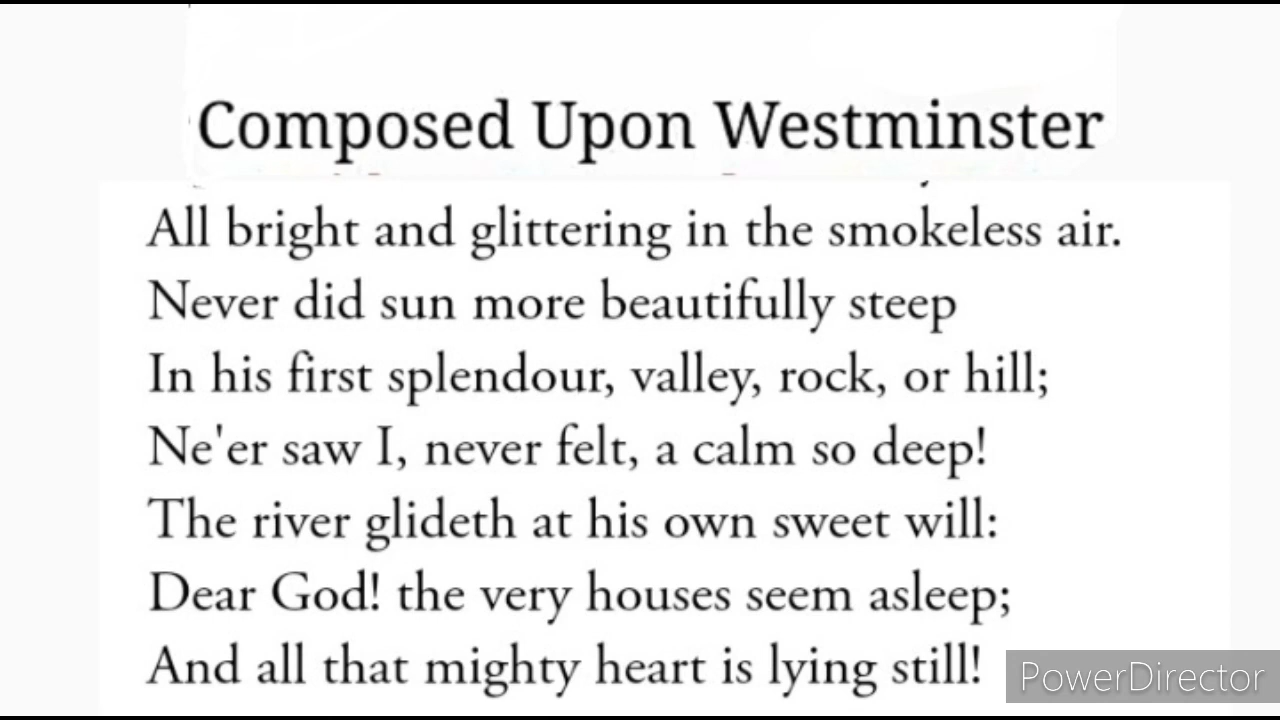 Composed Upon Westminster
All bright and glittering in the smokeless air.
Never did sun more beautifully steep
In his first splendour, valley, rock, or hill;
Ne'er saw I, never felt, a calm so deep!
The river glideth at his own sweet will:
Dear God! the very houses seem asleep;
And all that mighty heart is lying still!
PowerDirector